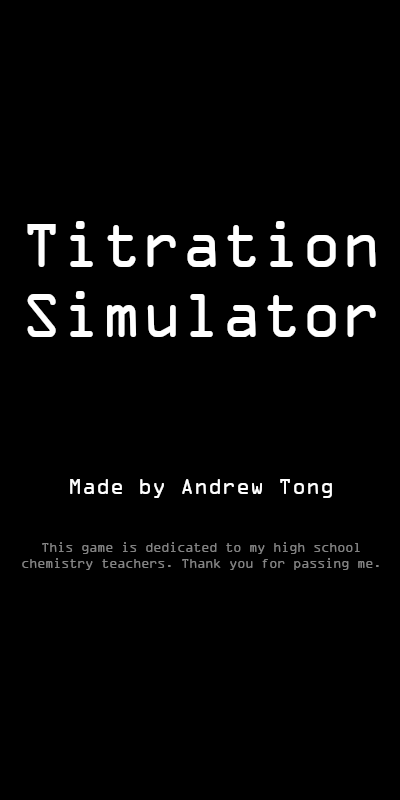 Titration
Simulator
Made by Andrew Tong
This game is dedicated to my high school
chemistry teachers. Thank you for passing me.